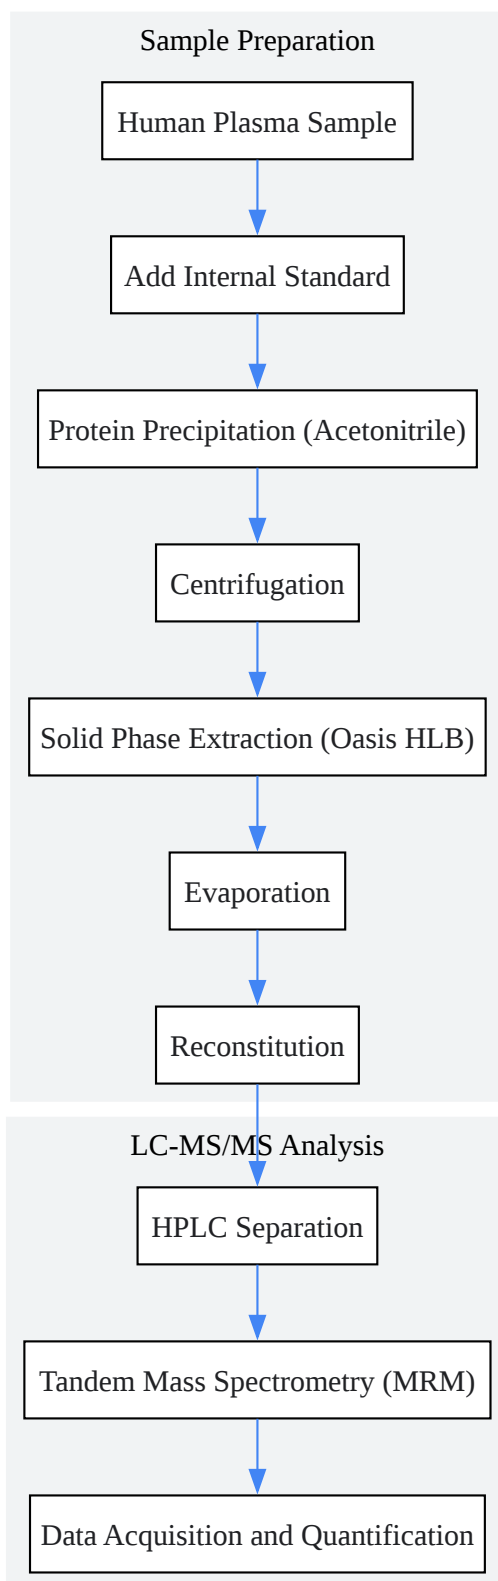 Sample Preparation
Human Plasma Sample
Add Internal Standard
Protein Precipitation (Acetonitrile)
Centrifugation
Solid Phase Extraction (Oasis HLB)
Evaporation
Reconstitution
LC-MS/MS Analysis
HPLC Separation
Tandem Mass Spectrometry (MRM)
Data Acquisition and Quantification